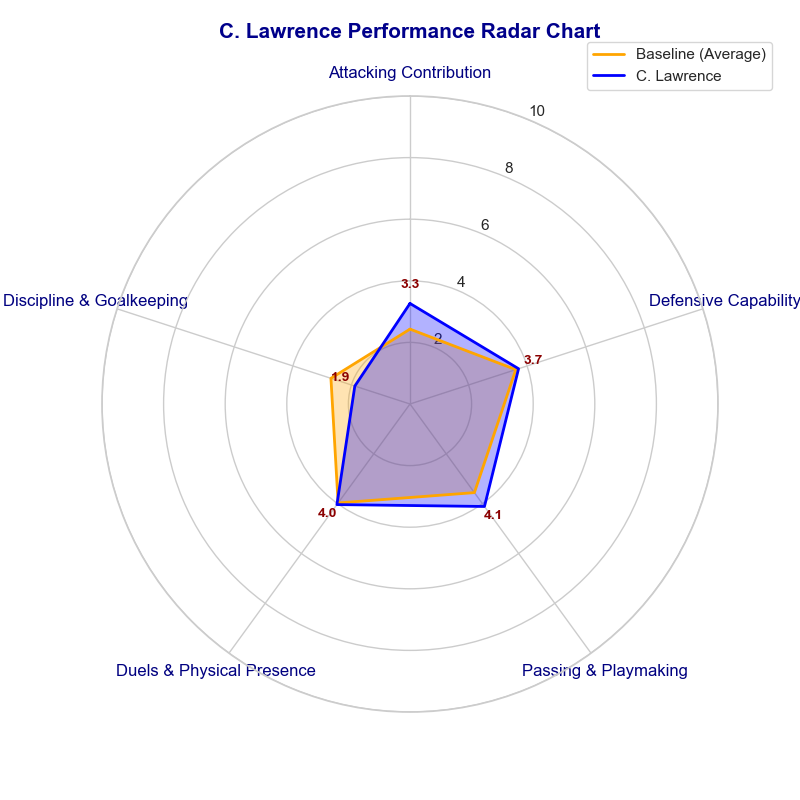 C. Lawrence Performance Radar Chart
Baseline (Average)
C. Lawrence
Attacking Contribution
10
8
6
4
3.3
2
Discipline & Goalkeeping
Defensive Capability
3.7
1.9
4.0
4.1
Duels & Physical Presence
Passing & Playmaking